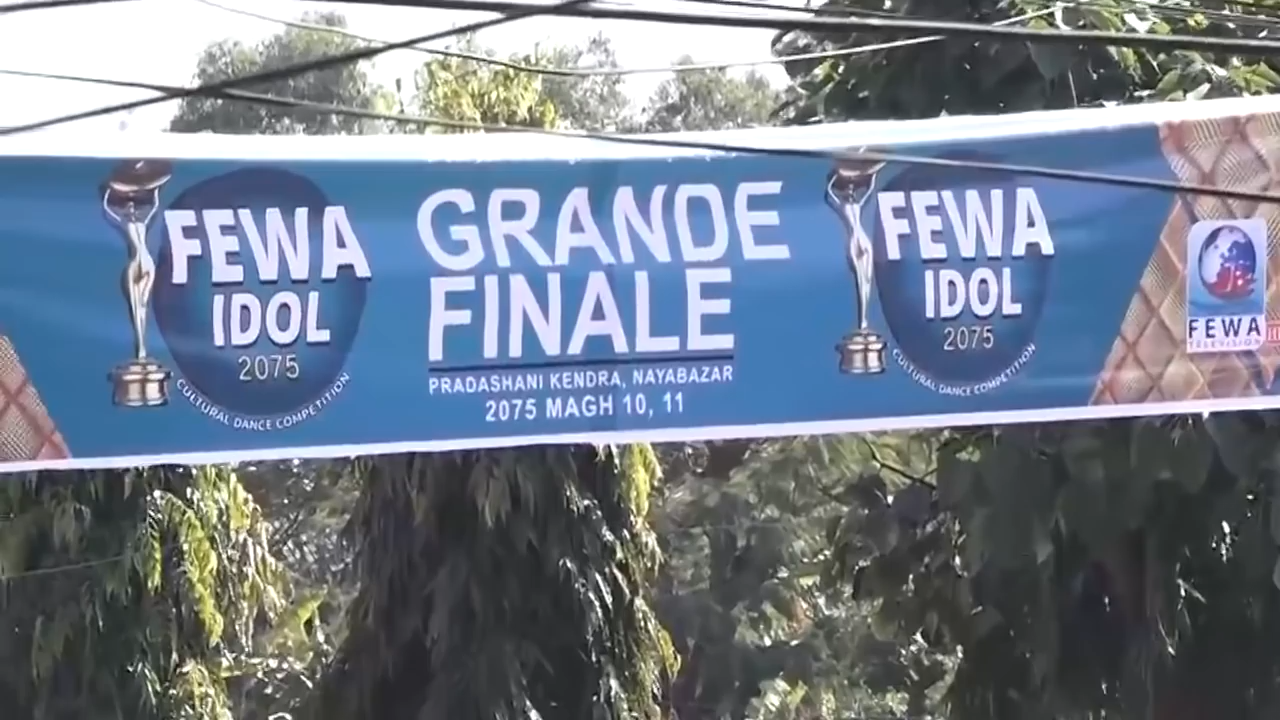 FEWA
IDOL
2075
CULTURAL DANCE COMPETITION
GRANDE
FINALE
PRADASHANI KENDRA, NAYABAZAR
2075 MAGH 10, 11
FEWA
IDOL
2075
CULTURAL DANCE COMPETITION
FEWA
TELEVISION